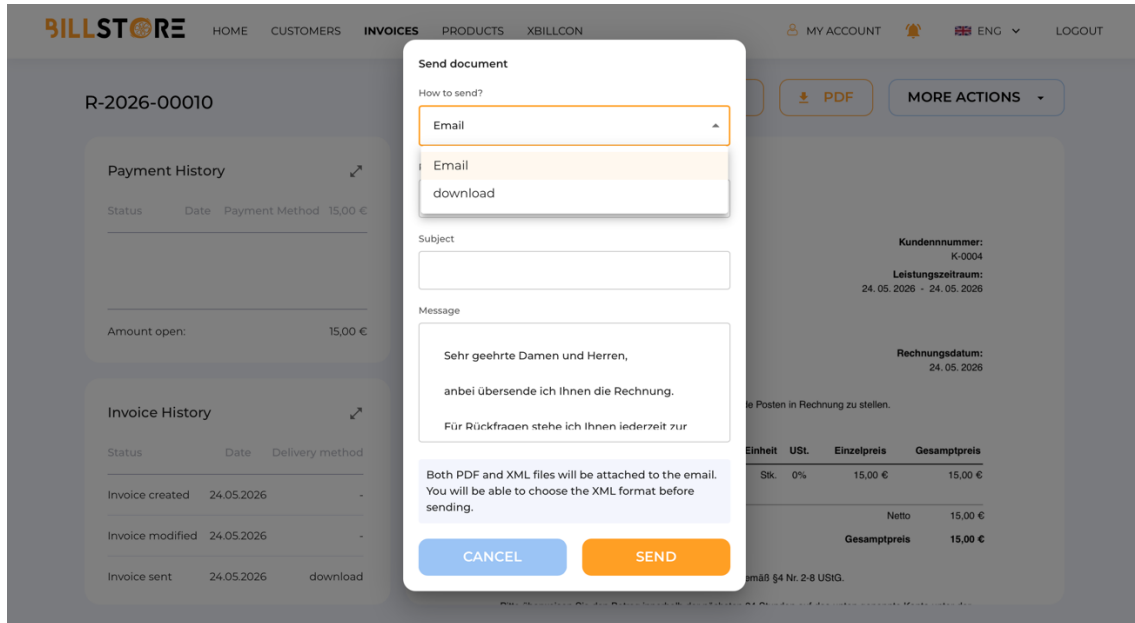 BILLSTORE HOME CUSTOMERS INVOICES PRODUCTS XBILLCON MY ACCOUNT ENG LOGOUT
R-2026-00010
PDF MORE ACTIONS
Payment History
Status Date Payment Method 15,00 €
Amount open: 15,00 €
Invoice History
Status Date Delivery method
Invoice created 24.05.2026 -
Invoice modified 24.05.2026 -
Invoice sent 24.05.2026 download
Send document
How to send?
Email
Email
download
Subject
Message
Sehr geehrte Damen und Herren,
anbei übersende ich Ihnen die Rechnung.
Für Rückfragen stehe ich Ihnen jederzeit zur
Both PDF and XML files will be attached to the email.
You will be able to choose the XML format before
sending.
CANCEL SEND
Kundennnummer:
K-0004
Leistungszeitraum:
24. 05. 2026 - 24. 05. 2026
Rechnungsdatum:
24. 05. 2026
de Posten in Rechnung zu stellen.
Einheit USt. Einzelpreis Gesamtpreis
Stk. 0% 15,00 € 15,00 €
Netto 15,00 €
Gesamtpreis 15,00 €
emäß §4 Nr. 2-8 UStG.